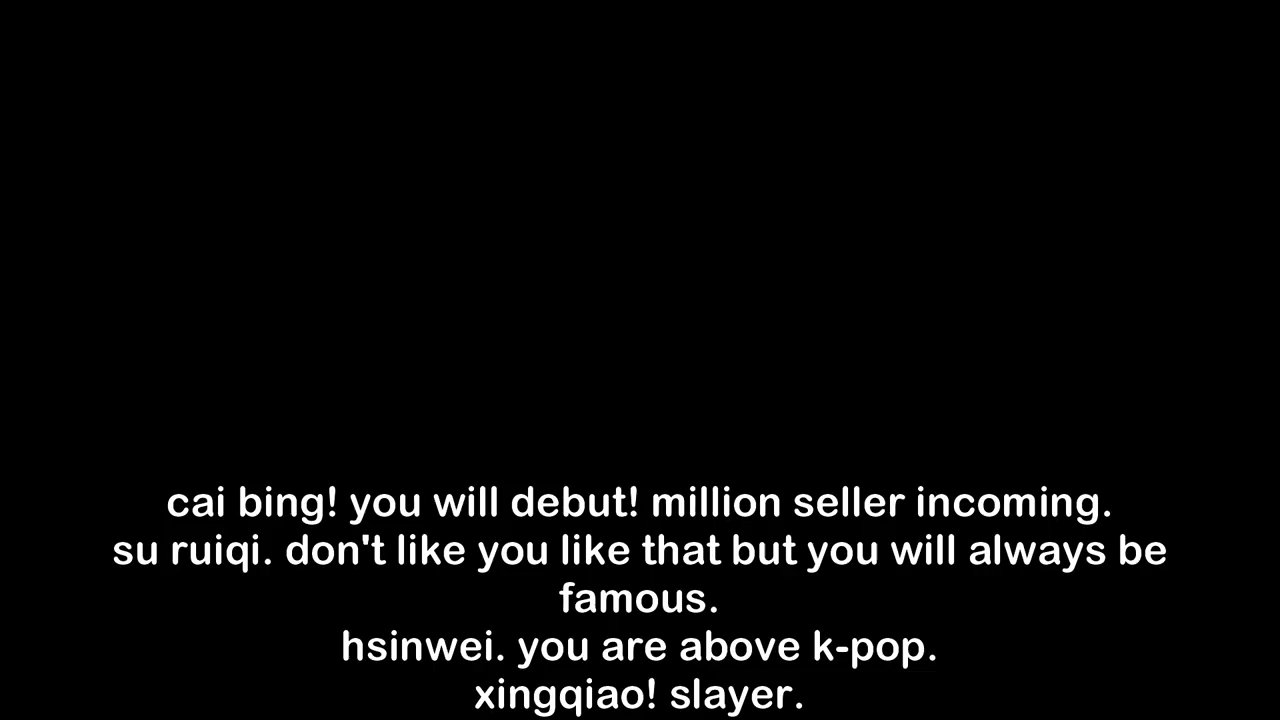 cai bing! you will debut! million seller incoming.
su ruiqi. don't like you like that but you will always be
famous.
hsinwei. you are above k-pop.
xingqiao! slayer.